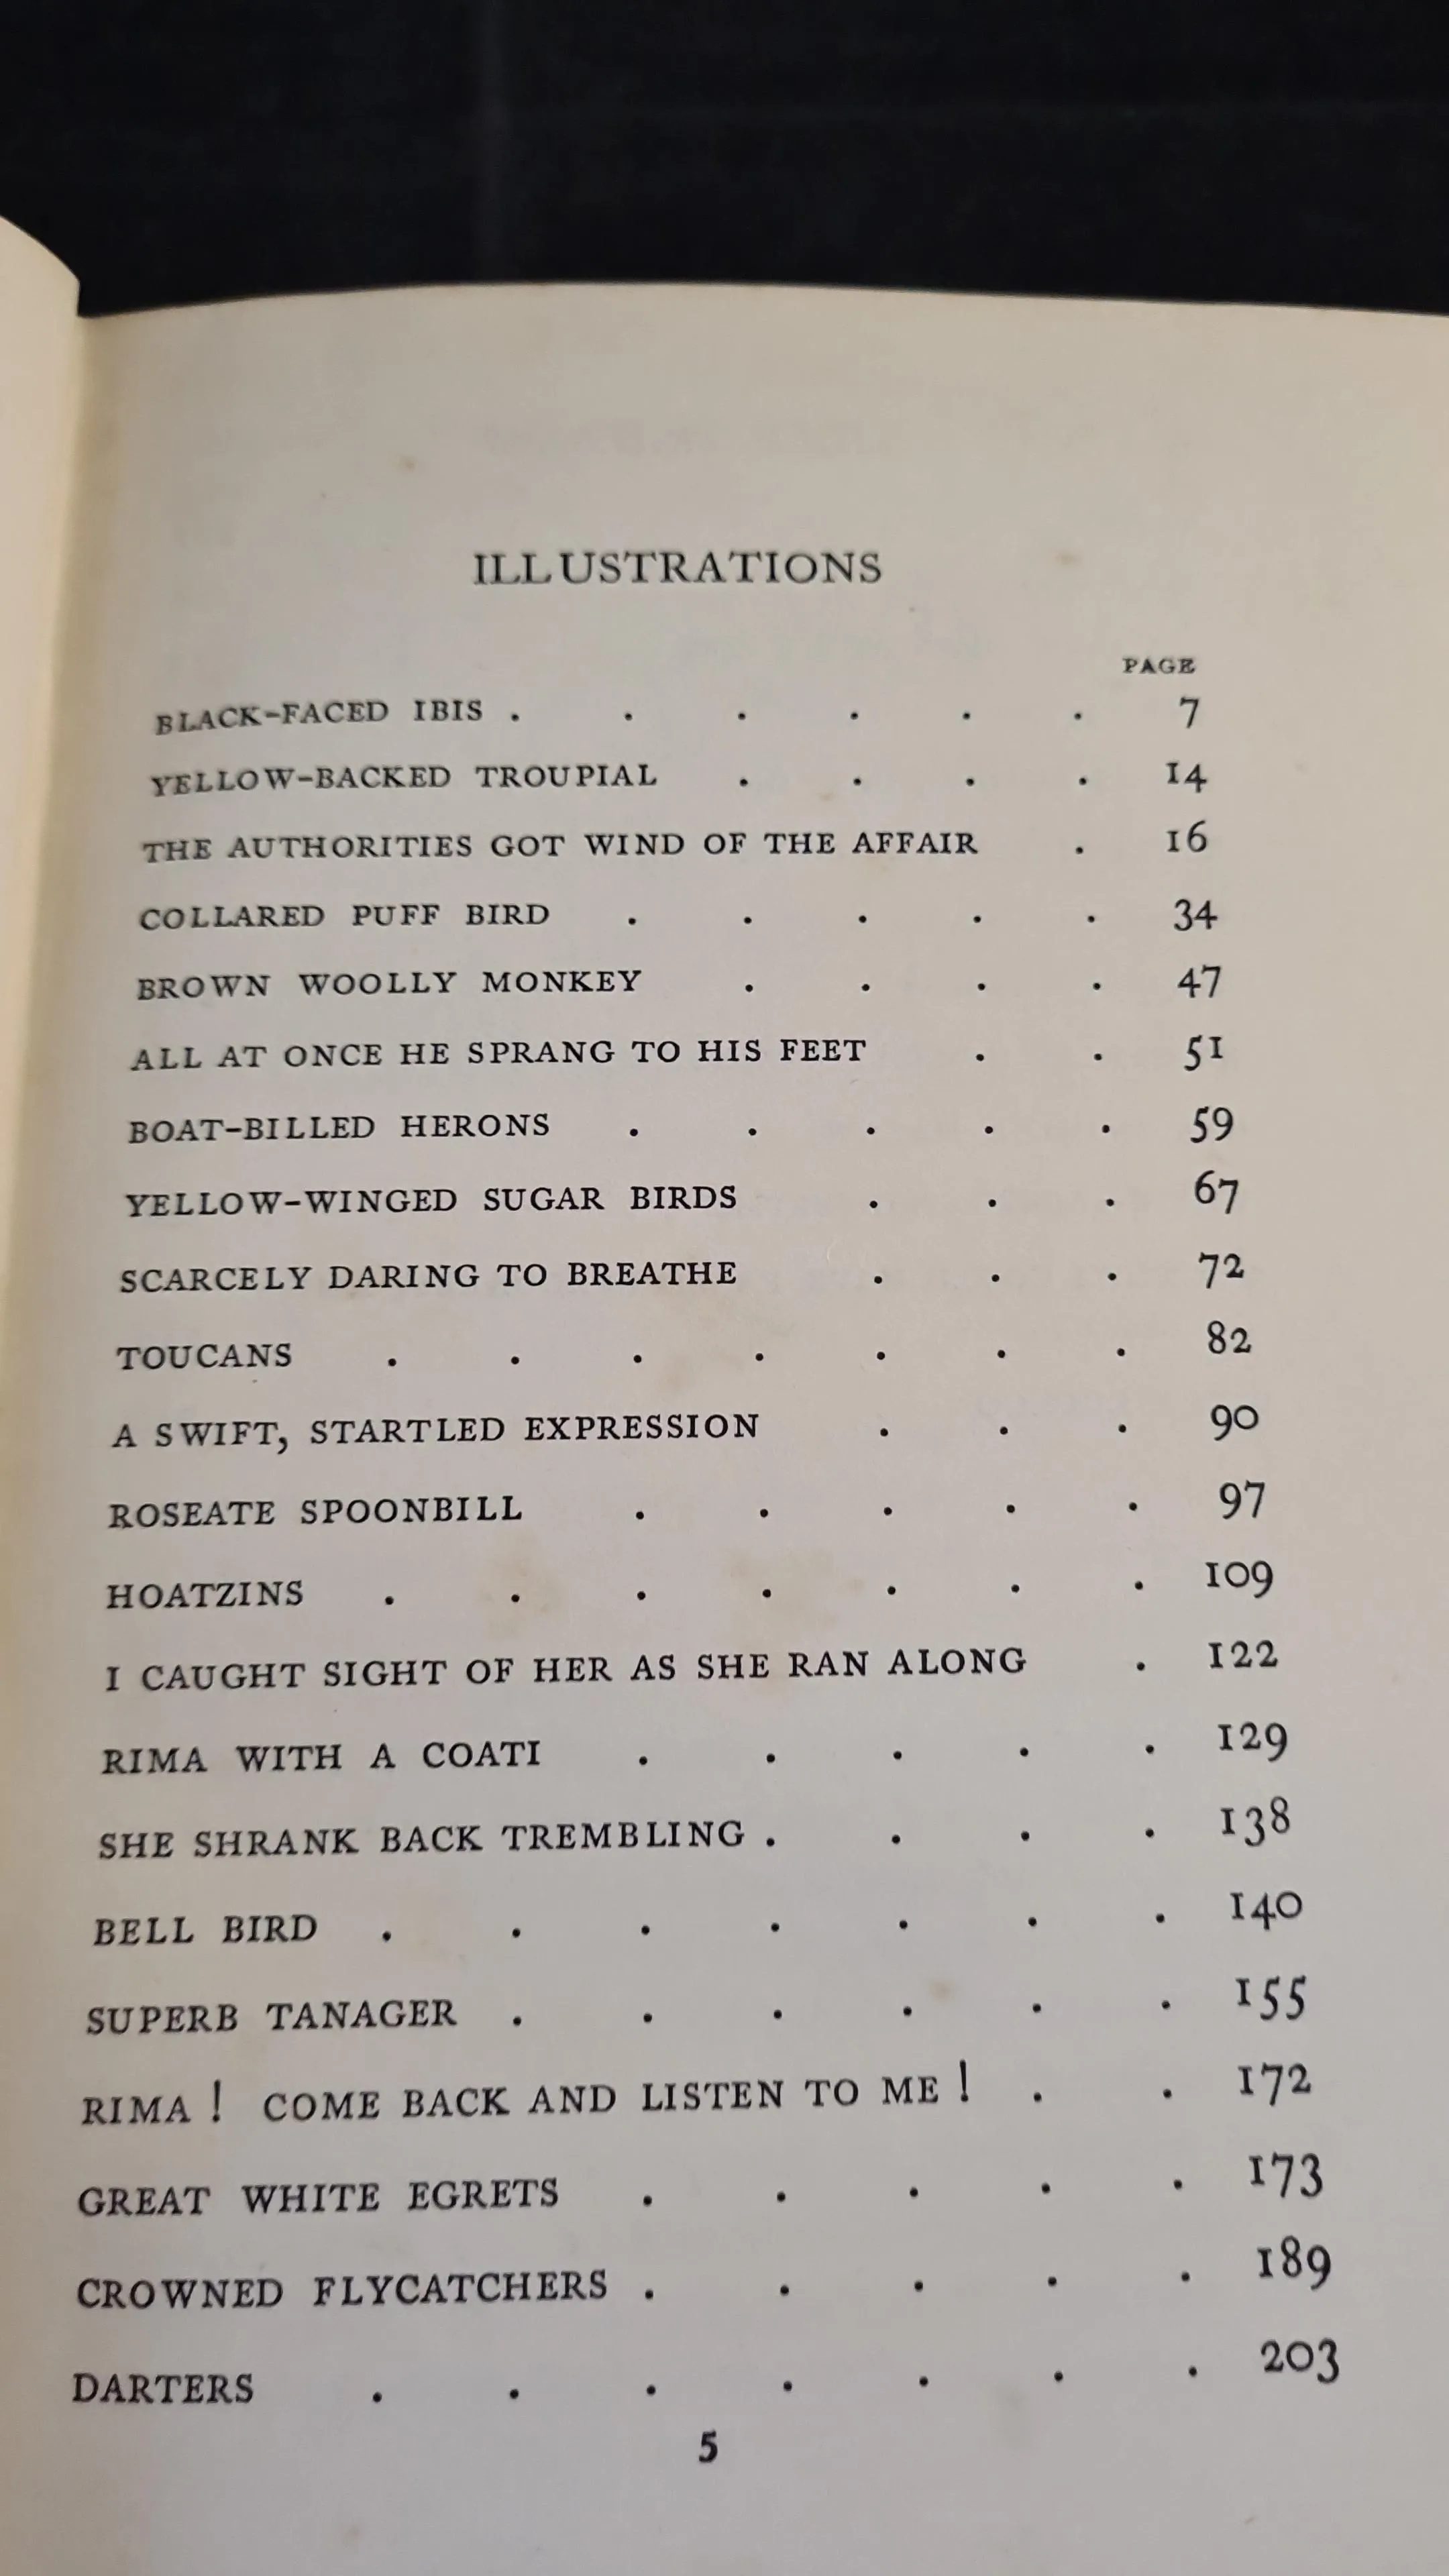 ILLUSTRATIONS
PAGE
BLACK-FACED IBIS . . . . . . 7
YELLOW-BACKED TROUPIAL . . . . 14
THE AUTHORITIES GOT WIND OF THE AFFAIR . 16
COLLARED PUFF BIRD . . . . . 34
BROWN WOOLLY MONKEY . . . . 47
ALL AT ONCE HE SPRANG TO HIS FEET . . 51
BOAT-BILLED HERONS . . . . . 59
YELLOW-WINGED SUGAR BIRDS . . . 67
SCARCELY DARING TO BREATHE . . . 72
TOUCANS . . . . . . . 82
A SWIFT, STARTLED EXPRESSION . . . 90
ROSEATE SPOONBILL . . . . . 97
HOATZINS . . . . . . . 109
I CAUGHT SIGHT OF HER AS SHE RAN ALONG . 122
RIMA WITH A COATI . . . . . 129
SHE SHRANK BACK TREMBLING . . . . 138
BELL BIRD . . . . . . . 140
SUPERB TANAGER . . . . . . 155
RIMA ! COME BACK AND LISTEN TO ME ! . . 172
GREAT WHITE EGRETS . . . . . 173
CROWNED FLYCATCHERS . . . . . 189
DARTERS . . . . . . . 203
5